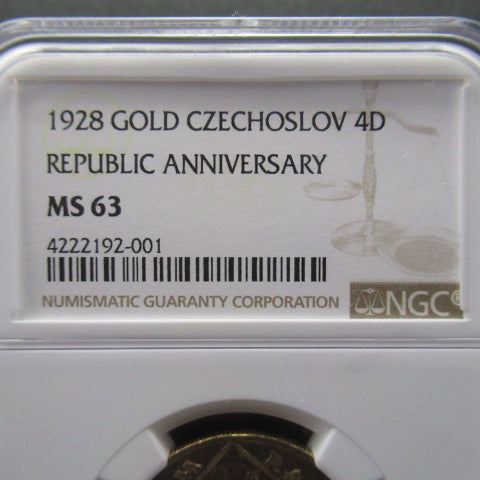 1928 GOLD CZECHOSLOV 4D
REPUBLIC ANNIVERSARY
MS 63
4222192-001
NUMISMATIC GUARANTY CORPORATION NGC®